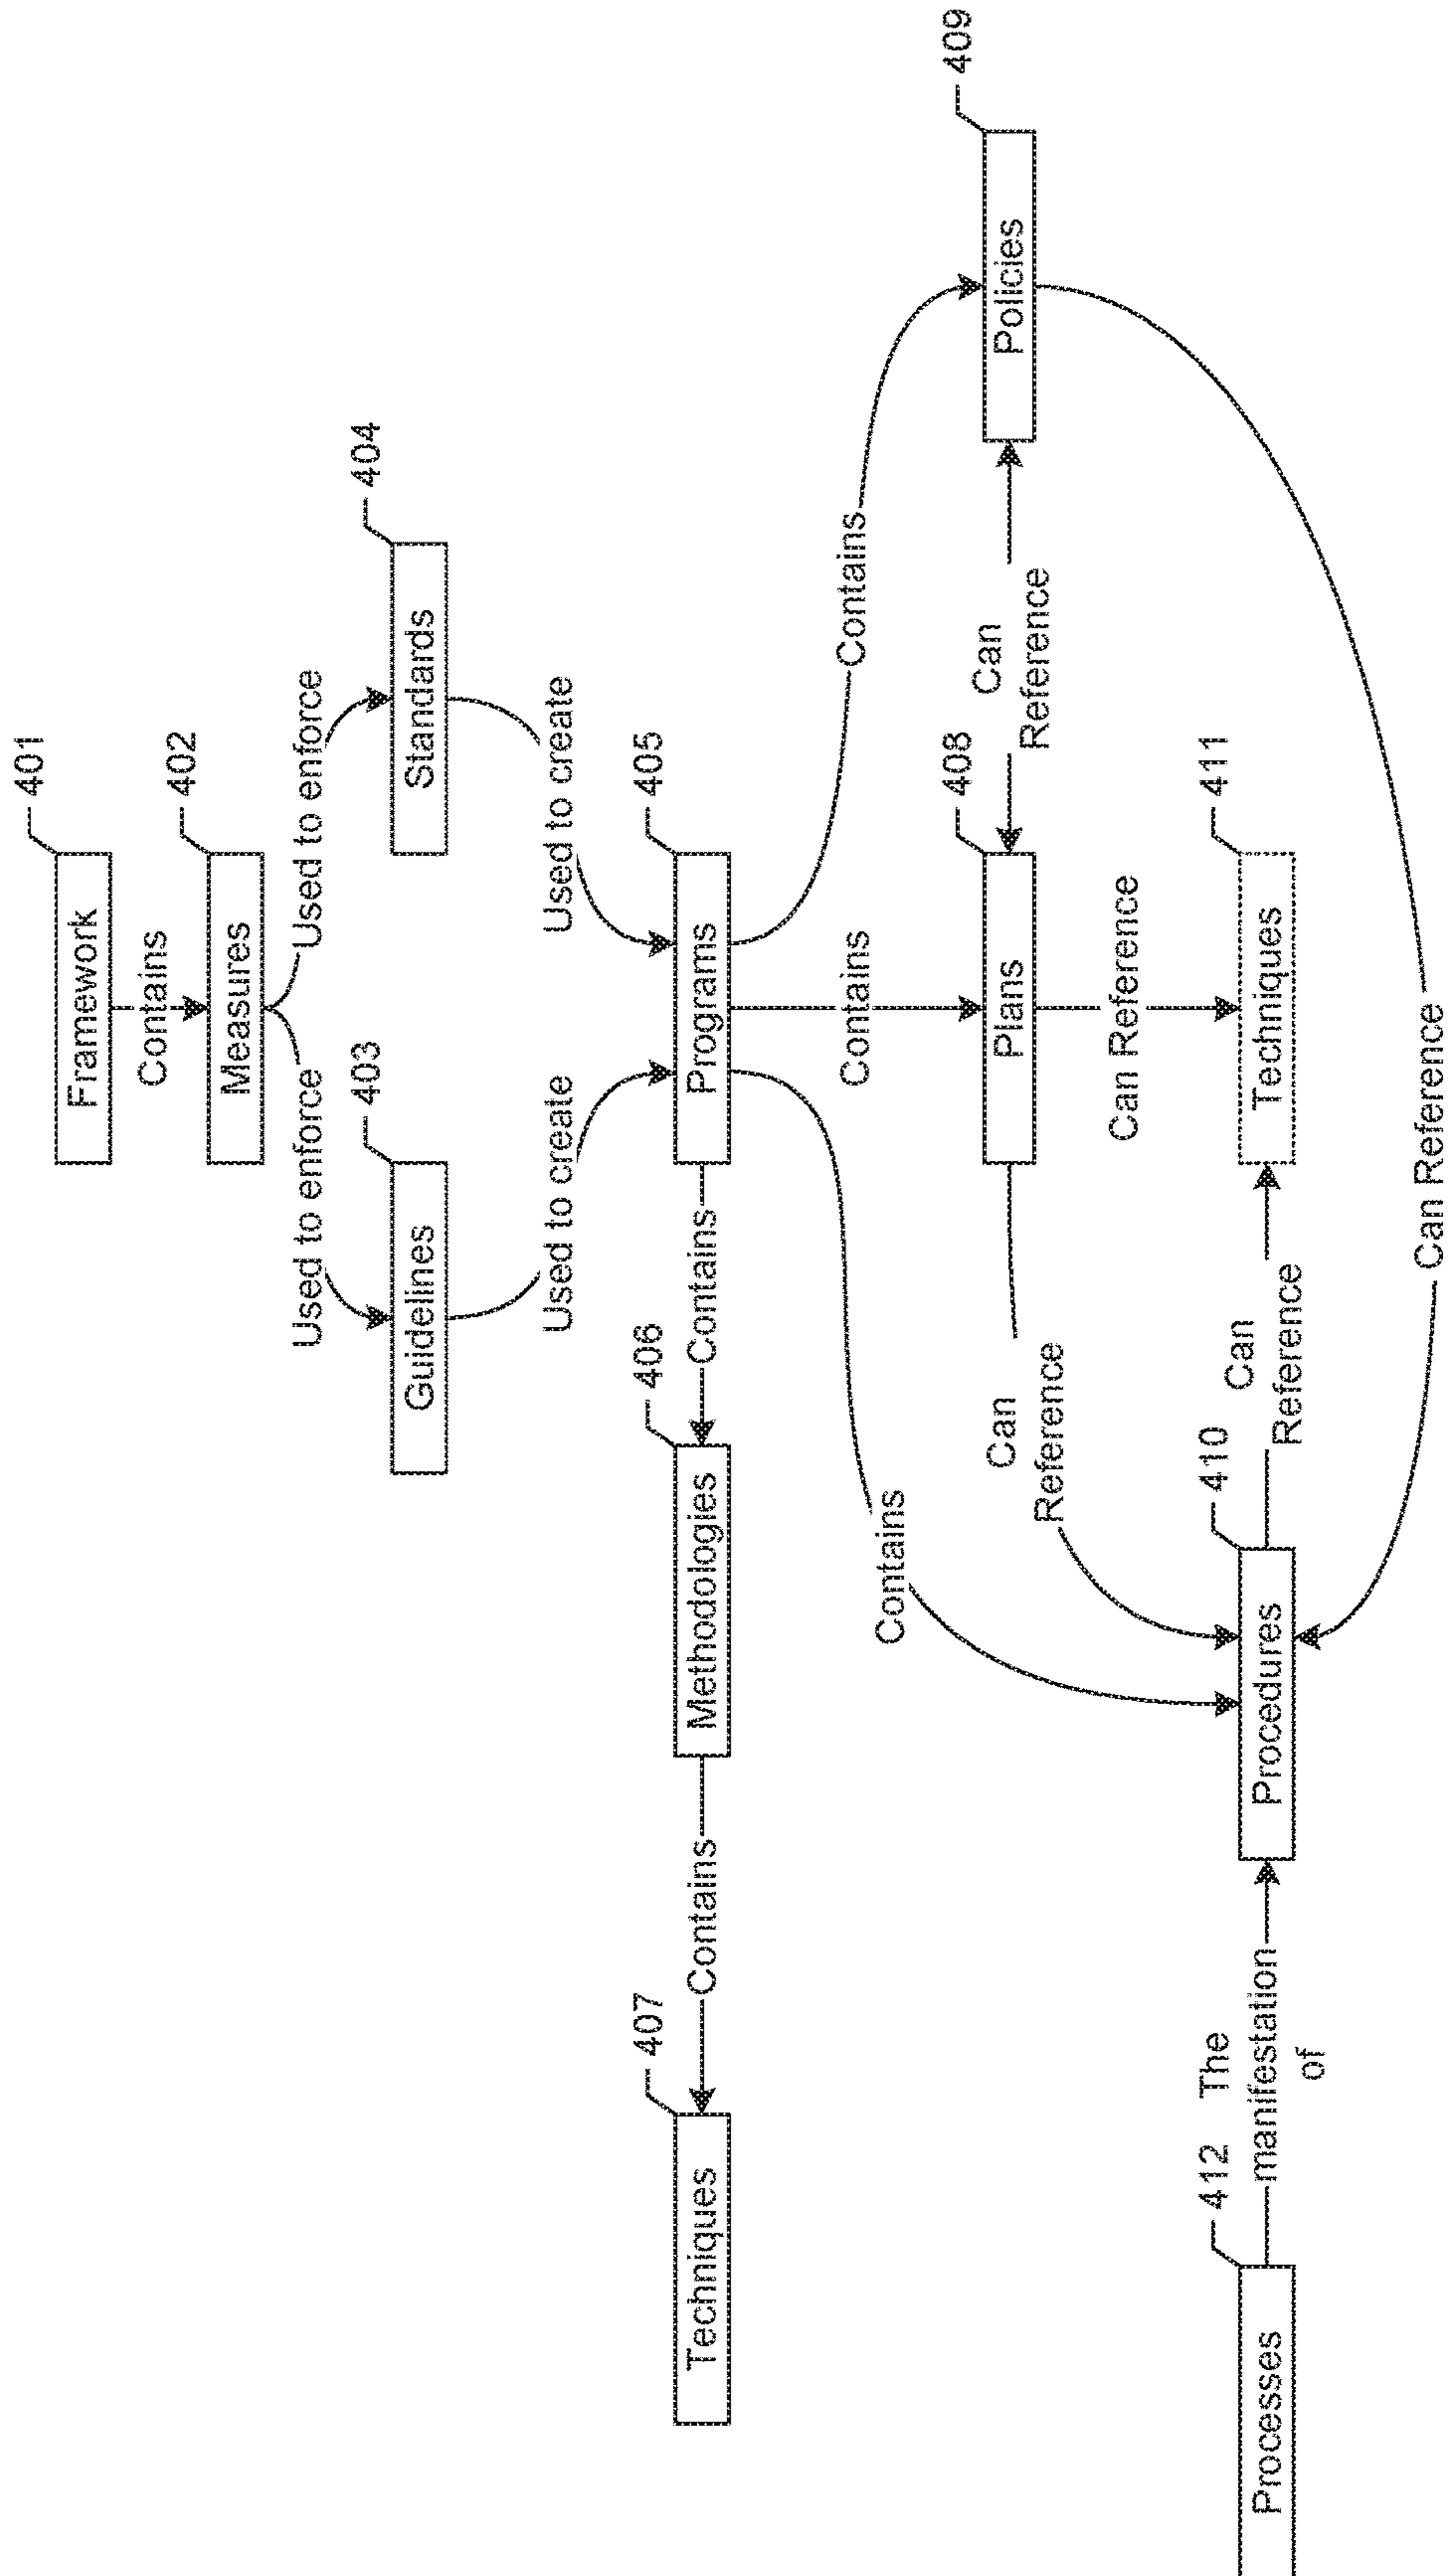 401
Framework
Contains
402
Measures
Used to enforce
Used to enforce
403
Guidelines
404
Standards
Used to create
Used to create
405
Programs
Contains
406
Methodologies
Contains
407
Techniques
Contains
Contains
Contains
408
Plans
Can
Reference
409
Policies
Can
Reference
Can Reference
412
Processes
The
manifestation
of
410
Procedures
Can
Reference
411
Techniques
Can Reference